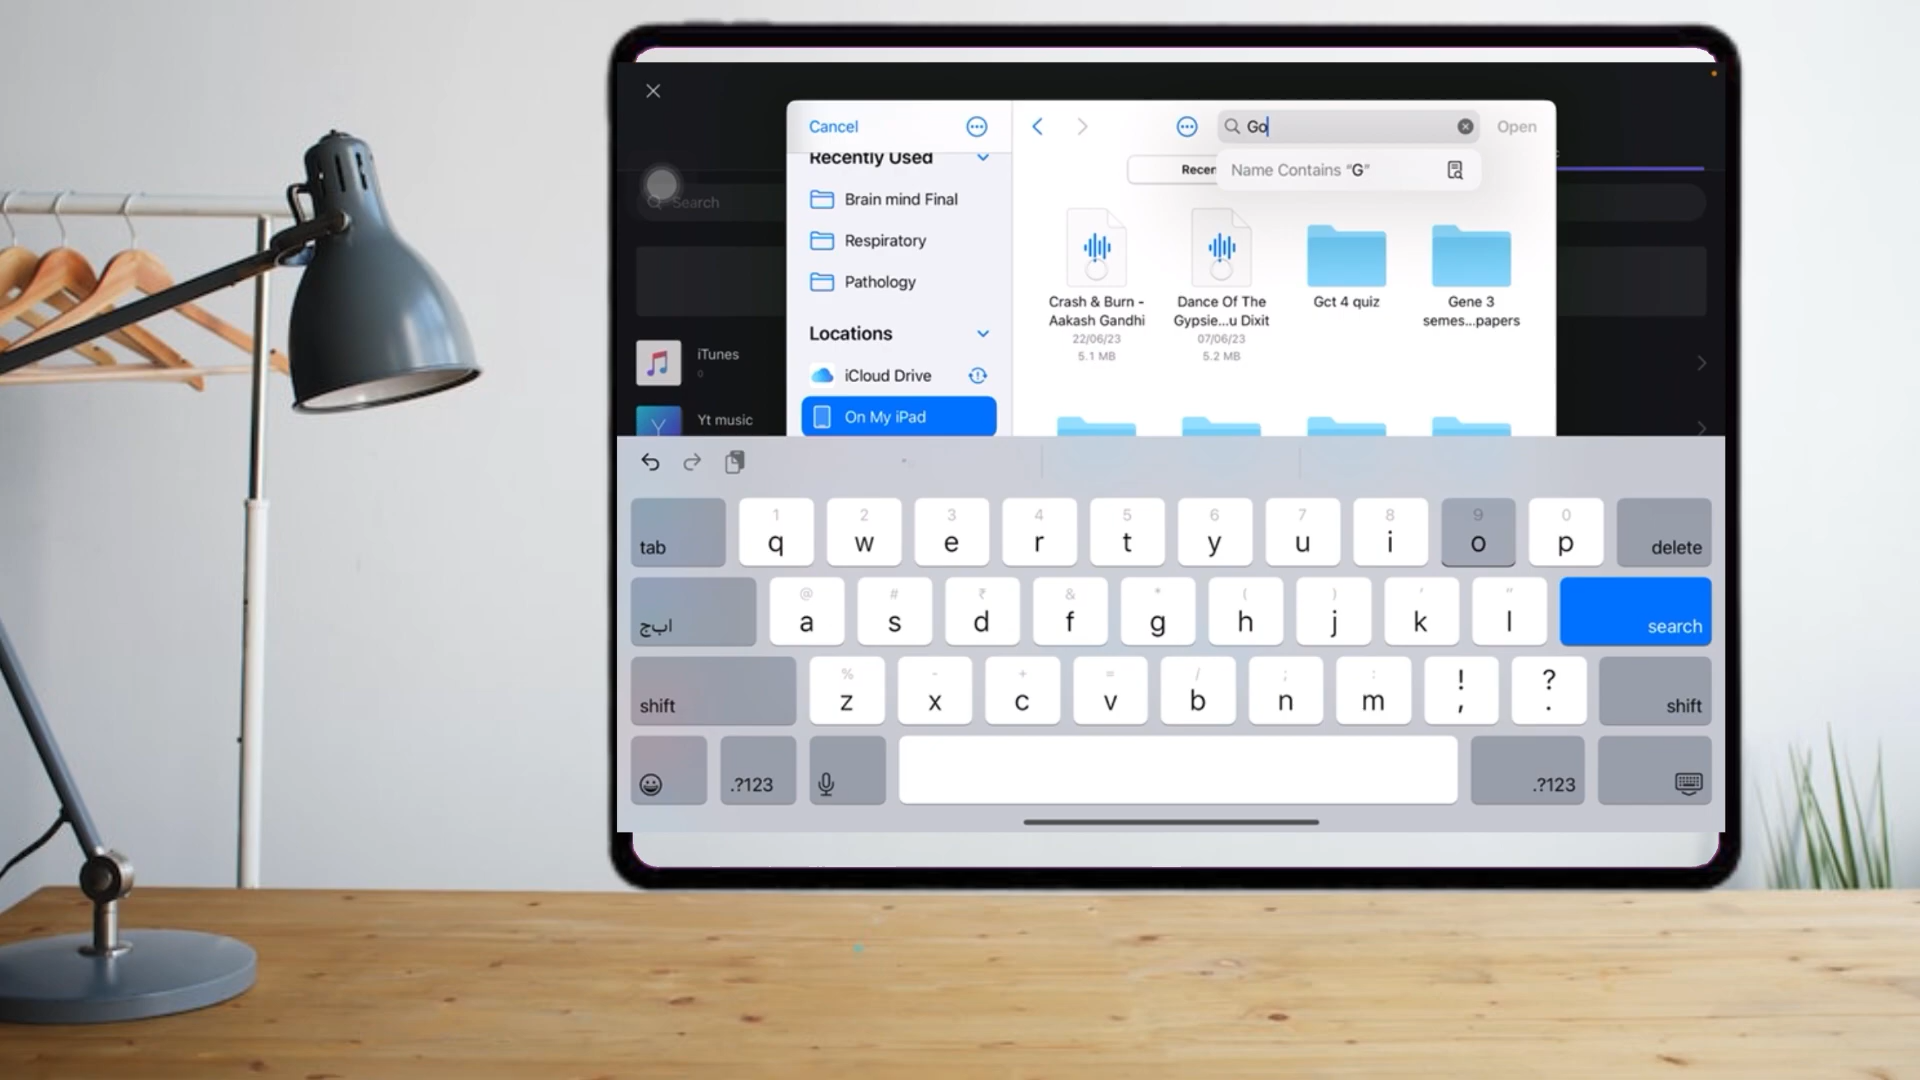 Cancel
Recently Used
Brain mind Final
Respiratory
Pathology
Locations
iCloud Drive
On My iPad
Go
Open
Recen
Name Contains “G”
Crash & Burn -
Aakash Gandhi
22/06/23
5.1 MB
Dance Of The
Gypsie...u Dixit
07/06/23
5.2 MB
Gct 4 quiz
Gene 3
semes...papers
Search
iTunes
0
Yt music
Y
1 2 3 4 5 6 7 8 9 0
tab q w e r t y u i o p delete
@ # ₹ & * ( ) ' "
ابج a s d f g h j k l search
% - + = / ; : ! ?
shift z x c v b n m , . shift
.?123 .?123